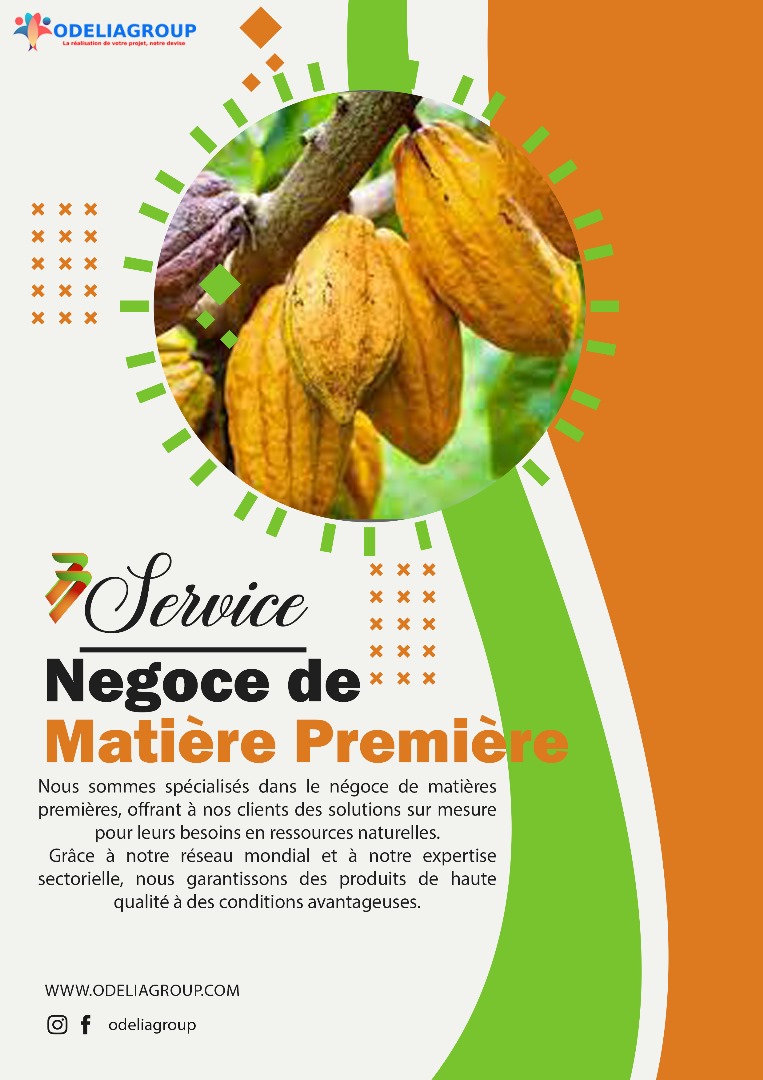 ODELIAGROUP
La réalisation de votre projet, notre devise
Service
Negoce de
Matière Première
Nous sommes spécialisés dans le négoce de matières
premières, offrant à nos clients des solutions sur mesure
pour leurs besoins en ressources naturelles.
Grâce à notre réseau mondial et à notre expertise
sectorielle, nous garantissons des produits de haute
qualité à des conditions avantageuses.
WWW.ODELIAGROUP.COM
odeliagroup